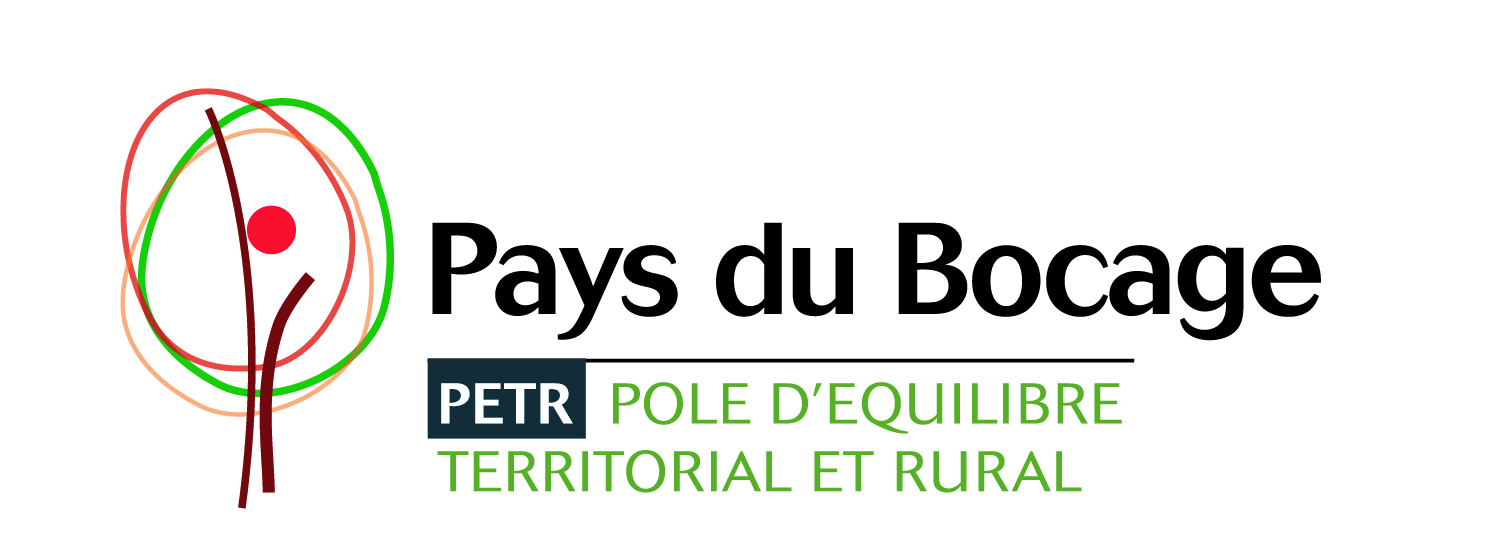 Pays du Bocage
PETR POLE D’EQUILIBRE
TERRITORIAL ET RURAL